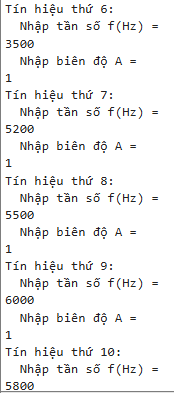 Tín hiệu thứ 6:
Nhập tần số f(Hz) =
3500
Nhập biên độ A =
1
Tín hiệu thứ 7:
Nhập tần số f(Hz) =
5200
Nhập biên độ A =
1
Tín hiệu thứ 8:
Nhập tần số f(Hz) =
5500
Nhập biên độ A =
1
Tín hiệu thứ 9:
Nhập tần số f(Hz) =
6000
Nhập biên độ A =
1
Tín hiệu thứ 10:
Nhập tần số f(Hz) =
5800